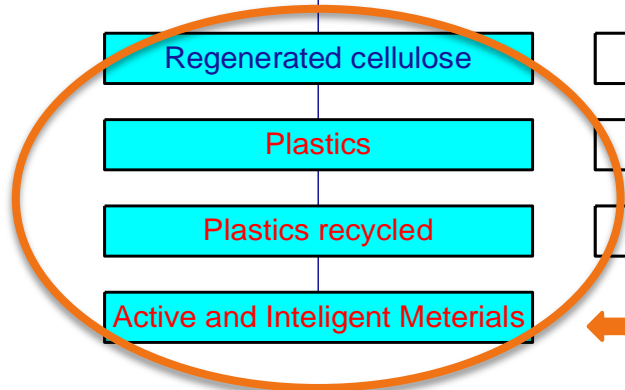 Regenerated cellulose
Plastics
Plastics recycled
Active and Inteligent Meterials